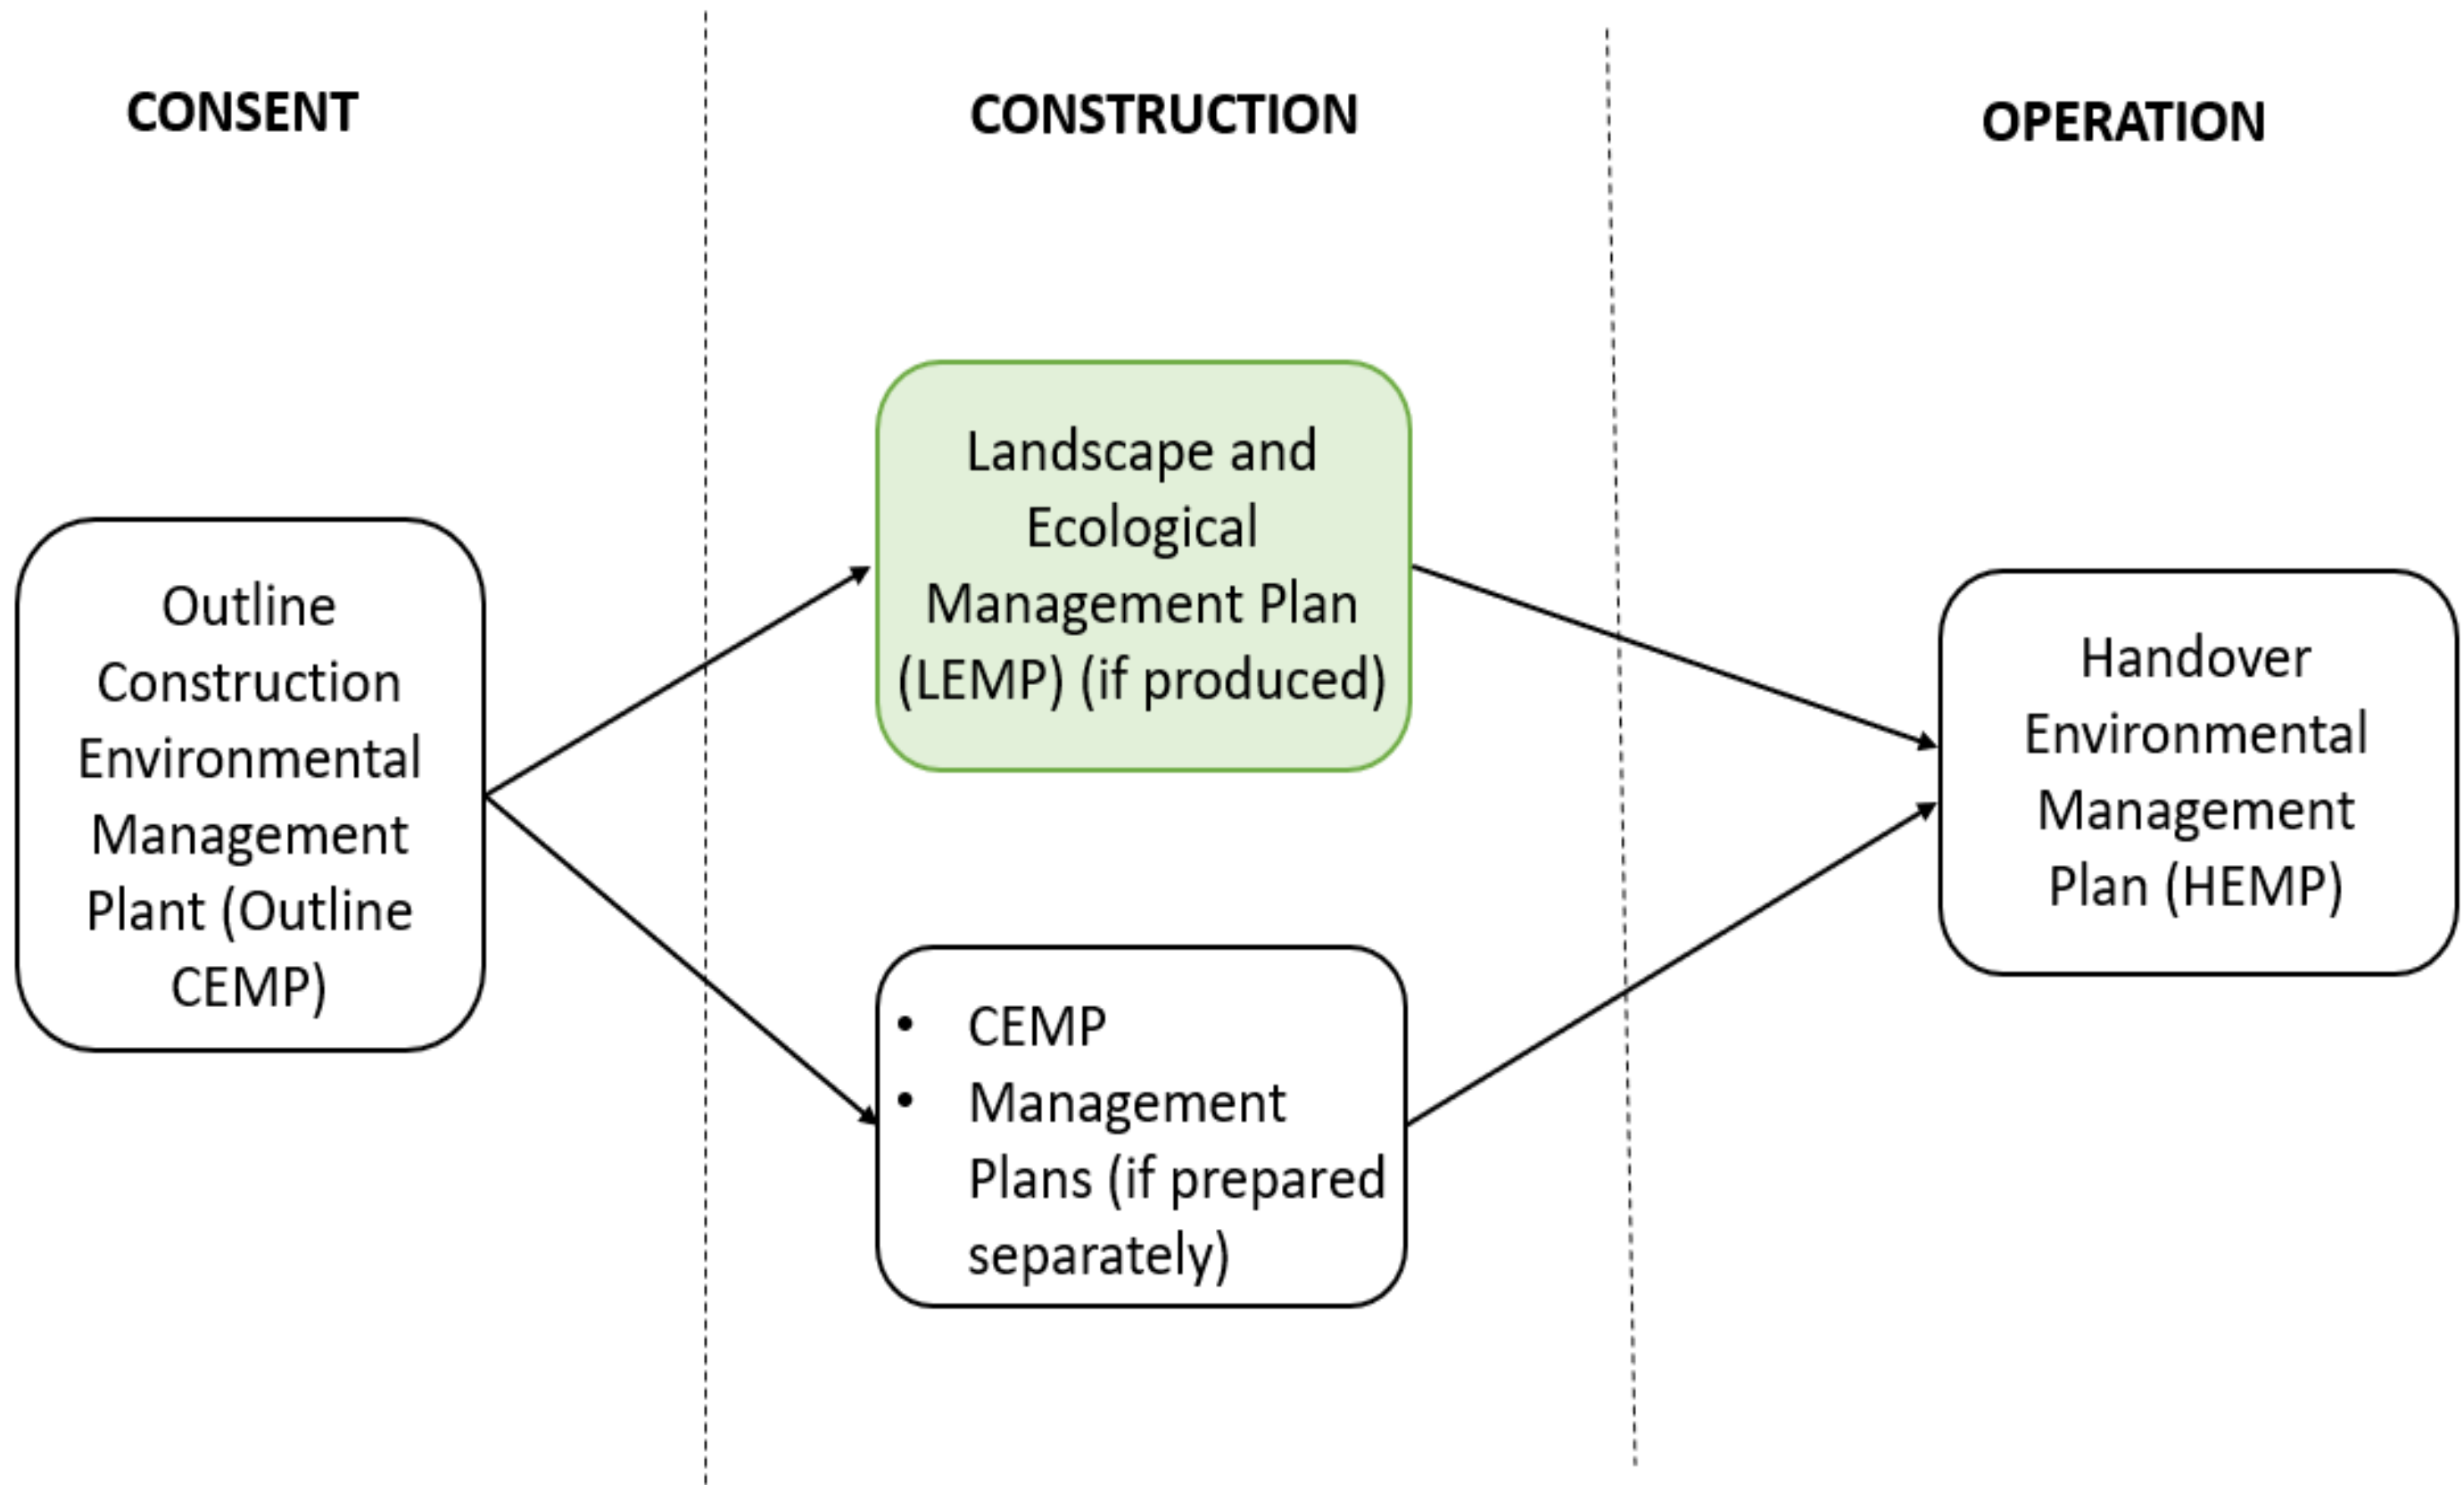 CONSENT
CONSTRUCTION
OPERATION
Outline
Construction
Environmental
Management
Plant (Outline
CEMP)
Landscape and
Ecological
Management Plan
(LEMP) (if produced)
• CEMP
• Management
Plans (if prepared
separately)
Handover
Environmental
Management
Plan (HEMP)